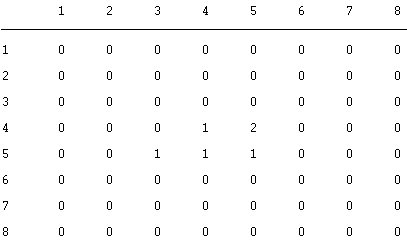 1 2 3 4 5 6 7 8
1 0 0 0 0 0 0 0 0
2 0 0 0 0 0 0 0 0
3 0 0 0 0 0 0 0 0
4 0 0 0 1 2 0 0 0
5 0 0 1 1 1 0 0 0
6 0 0 0 0 0 0 0 0
7 0 0 0 0 0 0 0 0
8 0 0 0 0 0 0 0 0